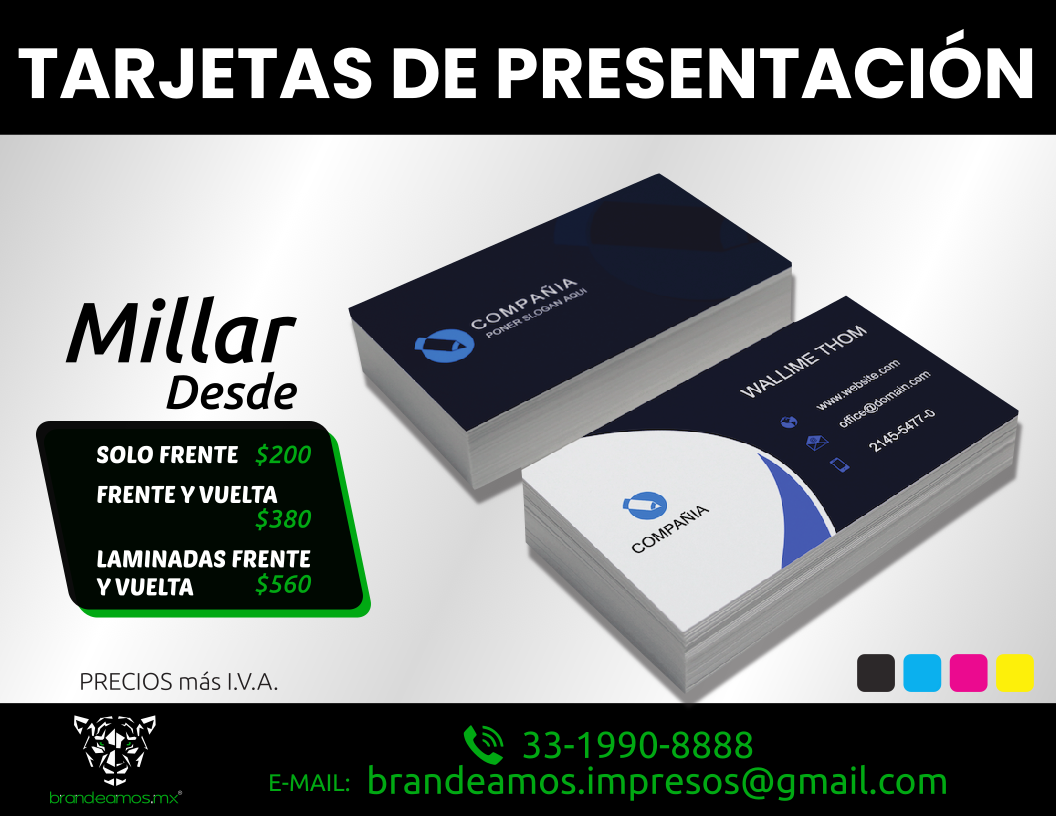 TARJETAS DE PRESENTACIÓN
Millar
Desde
SOLO FRENTE $200
FRENTE Y VUELTA
$380
LAMINADAS FRENTE
Y VUELTA $560
PRECIOS más I.V.A.
COMPAÑIA
PONER SLOGAN AQUI
WALLIME THOM
www.website.com
office@domain.com
2145-5477-0
COMPAÑIA
brandeamos.mx®
33-1990-8888
E-MAIL: brandeamos.impresos@gmail.com